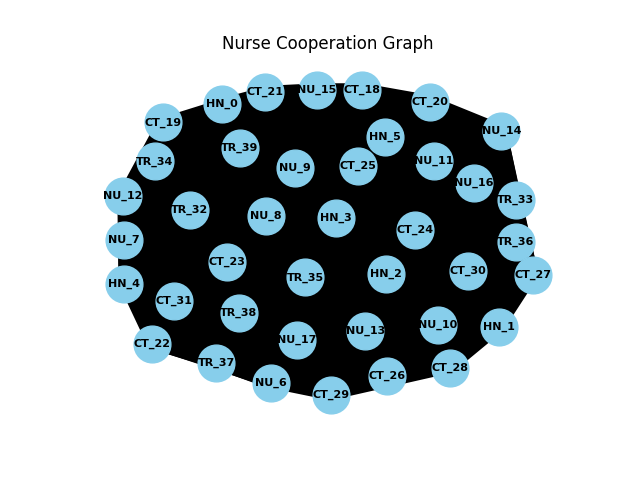 Nurse Cooperation Graph
NU_15
CT_18
CT_21
CT_20
HN_0
CT_19
NU_14
HN_5
TR_39
TR_34
NU_11
CT_25
NU_9
NU_16
NU_12
TR_33
TR_32
NU_8
HN_3
CT_24
NU_7
TR_36
CT_23
CT_30
HN_2
CT_27
TR_35
HN_4
CT_31
TR_38
NU_10
HN_1
NU_13
NU_17
CT_22
TR_37
CT_28
CT_26
NU_6
CT_29